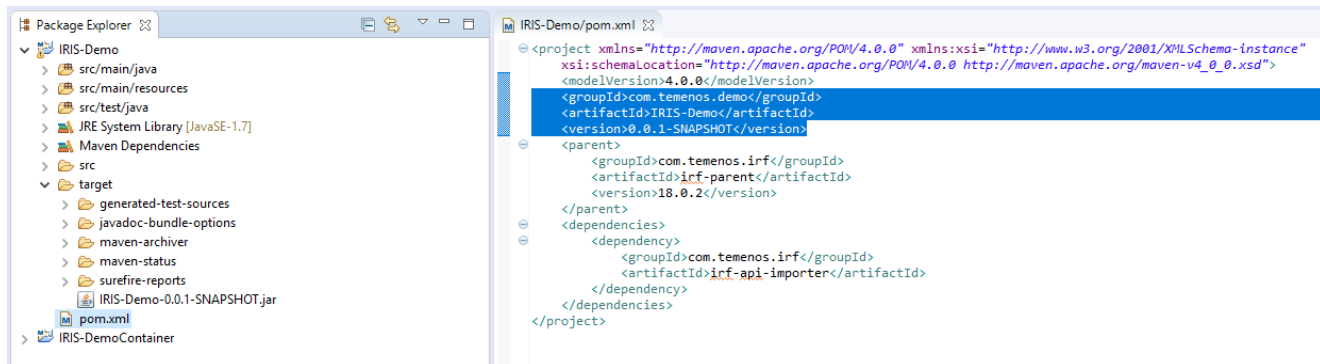 Package Explorer
IRIS-Demo
src/main/java
src/main/resources
src/test/java
JRE System Library [JavaSE-1.7]
Maven Dependencies
src
target
generated-test-sources
javadoc-bundle-options
maven-archiver
maven-status
surefire-reports
IRIS-Demo-0.0.1-SNAPSHOT.jar
pom.xml
IRIS-DemoContainer
IRIS-Demo/pom.xml
<project xmlns="http://maven.apache.org/POM/4.0.0" xmlns:xsi="http://www.w3.org/2001/XMLSchema-instance"
xsi:schemaLocation="http://maven.apache.org/POM/4.0.0 http://maven.apache.org/maven-v4_0_0.xsd">
<modelVersion>4.0.0</modelVersion>
<groupId>com.temenos.demo</groupId>
<artifactId>IRIS-Demo</artifactId>
<version>0.0.1-SNAPSHOT</version>
<parent>
<groupId>com.temenos.irf</groupId>
<artifactId>irf-parent</artifactId>
<version>18.0.2</version>
</parent>
<dependencies>
<dependency>
<groupId>com.temenos.irf</groupId>
<artifactId>irf-api-importer</artifactId>
</dependency>
</dependencies>
</project>